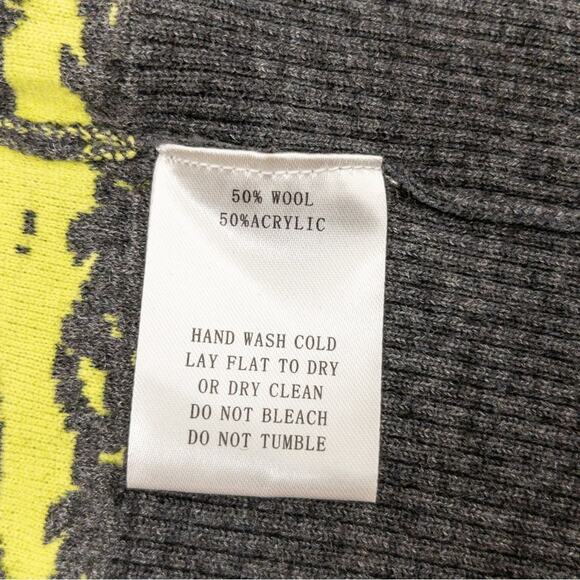 50% WOOL
50%ACRYLIC
HAND WASH COLD
LAY FLAT TO DRY
OR DRY CLEAN
DO NOT BLEACH
DO NOT TUMBLE